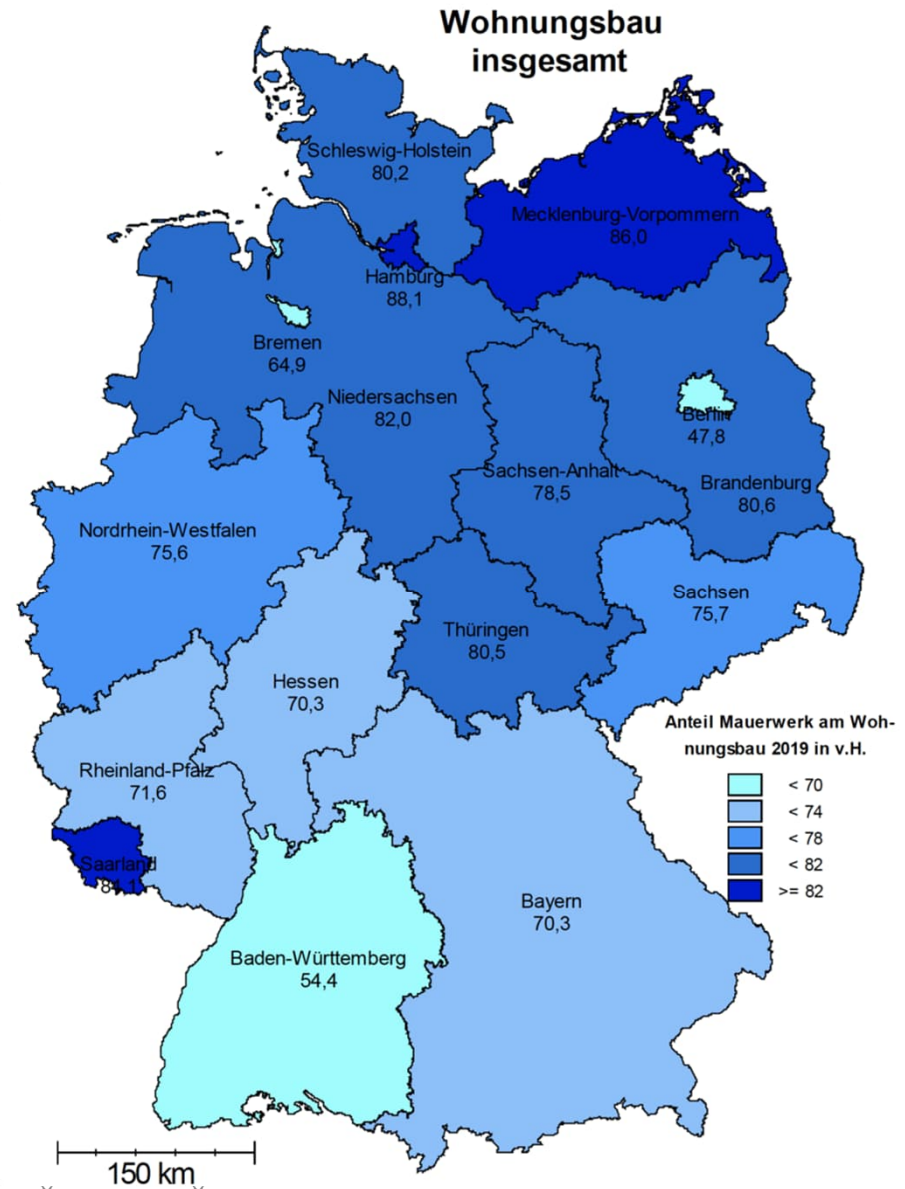 Wohnungsbau
insgesamt
Schleswig-Holstein
80,2
Mecklenburg-Vorpommern
86,0
Hamburg
88,1
Bremen
64,9
Niedersachsen
82,0
Berlin
47,8
Sachsen-Anhalt
78,5
Brandenburg
80,6
Nordrhein-Westfalen
75,6
Sachsen
75,7
Thüringen
80,5
Hessen
70,3
Rheinland-Pfalz
71,6
Saarland
Bayern
70,3
Baden-Württemberg
54,4
Anteil Mauerwerk am Woh-
nungsbau 2019 in v.H.
< 70
< 74
< 78
< 82
>= 82
150 km